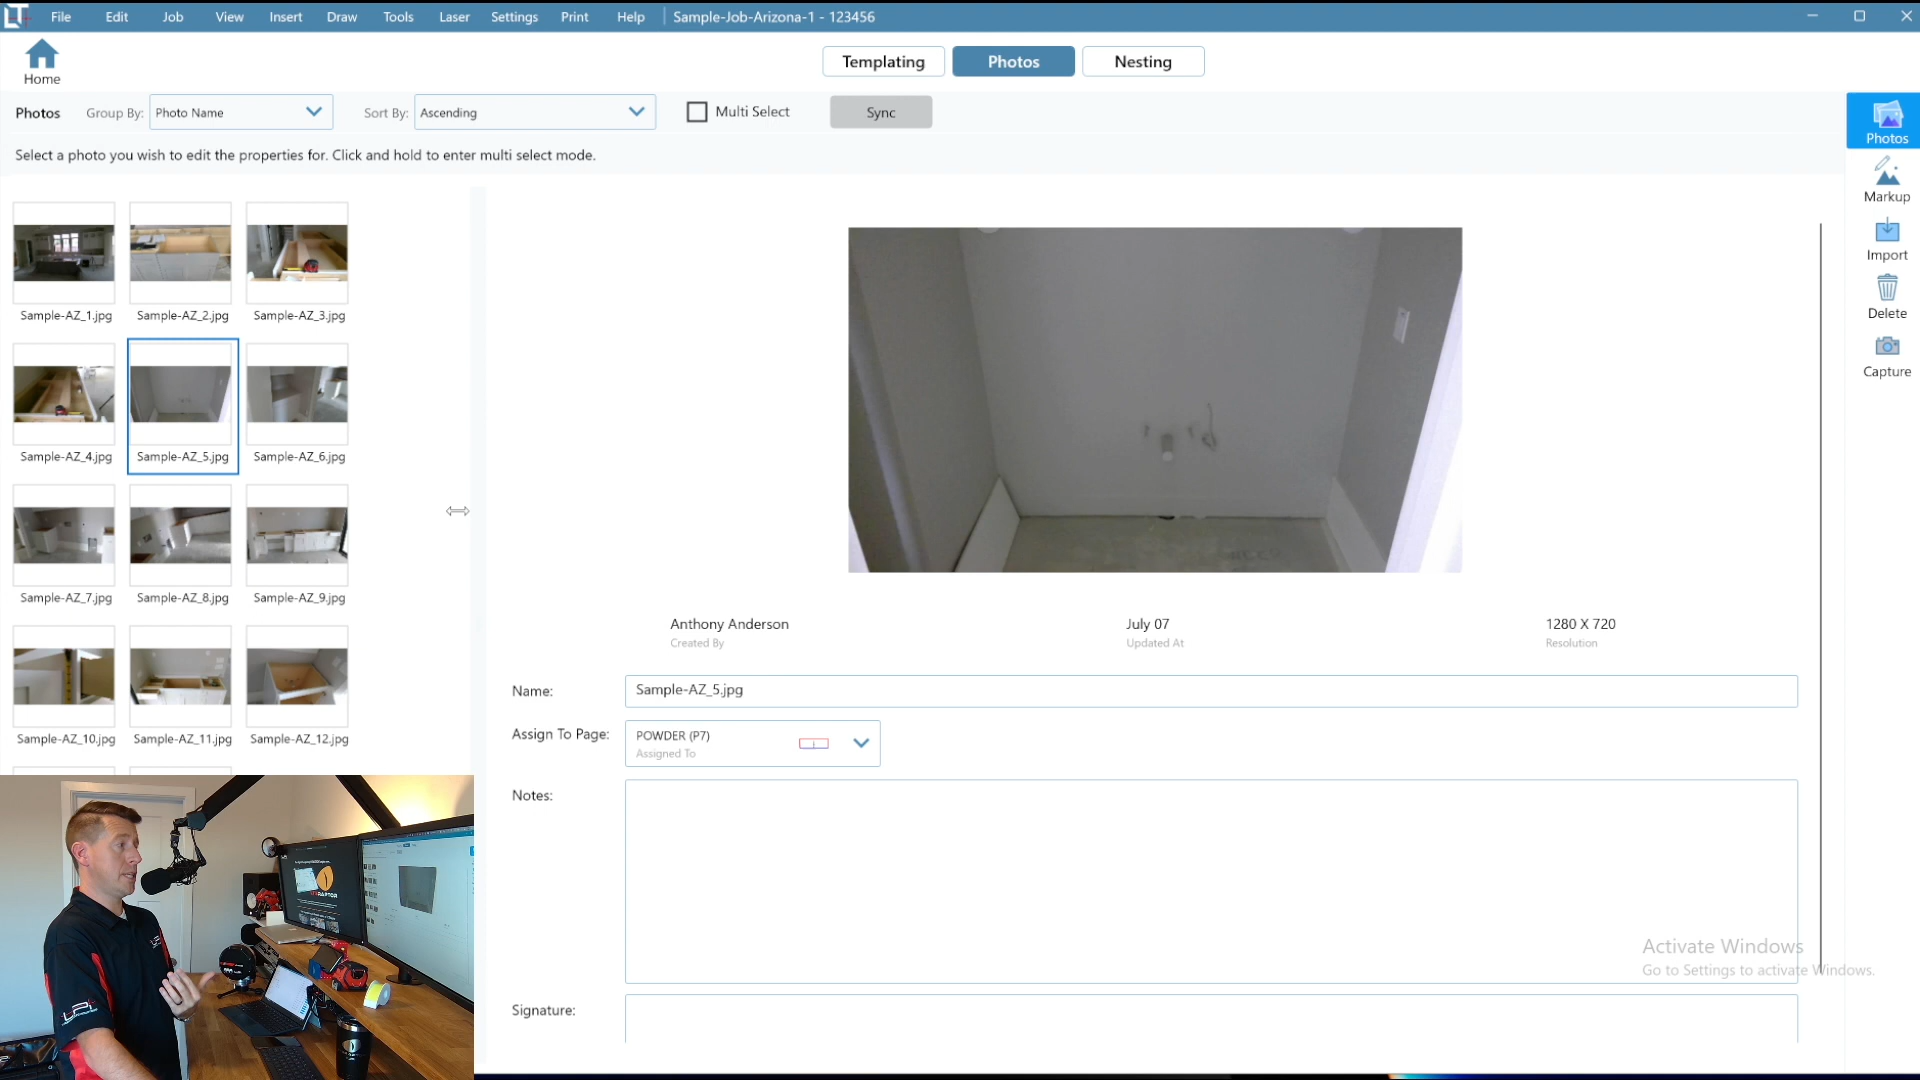 File Edit Job View Insert Draw Tools Laser Settings Print Help Sample-Job-Arizona-1 - 123456
Home
Templating Photos Nesting
Photos Group By: Photo Name Sort By: Ascending Multi Select Sync
Select a photo you wish to edit the properties for. Click and hold to enter multi select mode.
Photos
Markup
Import
Delete
Capture
Sample-AZ_1.jpg Sample-AZ_2.jpg Sample-AZ_3.jpg
Sample-AZ_4.jpg Sample-AZ_5.jpg Sample-AZ_6.jpg
Sample-AZ_7.jpg Sample-AZ_8.jpg Sample-AZ_9.jpg
Sample-AZ_10.jpg Sample-AZ_11.jpg Sample-AZ_12.jpg
Anthony Anderson July 07 1280 X 720
Created By Updated At Resolution
Name: Sample-AZ_5.jpg
Assign To Page: POWDER (P7)
Assigned To
Notes:
Signature:
Activate Windows
Go to Settings to activate Windows.